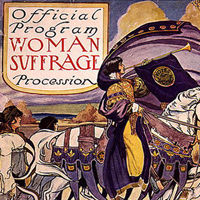 Official
Program
WOMAN
SUFFRAGE
Procession